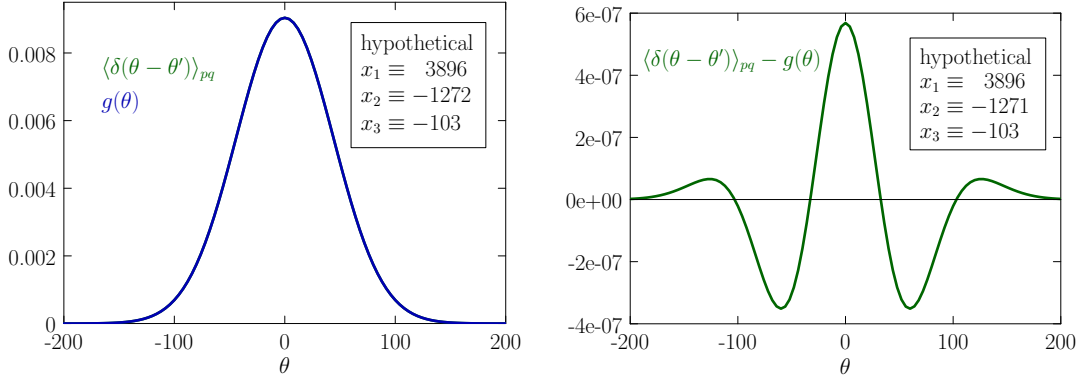 0.008
0.006
0.004
0.002
0
-200
-100
0
100
200
θ
⟨δ(θ − θ′)⟩pq
g(θ)
hypothetical
x1 ≡ 3896
x2 ≡ −1272
x3 ≡ −103
6e-07
4e-07
2e-07
0e+00
-2e-07
-4e-07
-200
-100
0
100
200
θ
⟨δ(θ − θ′)⟩pq − g(θ)
hypothetical
x1 ≡ 3896
x2 ≡ −1271
x3 ≡ −103